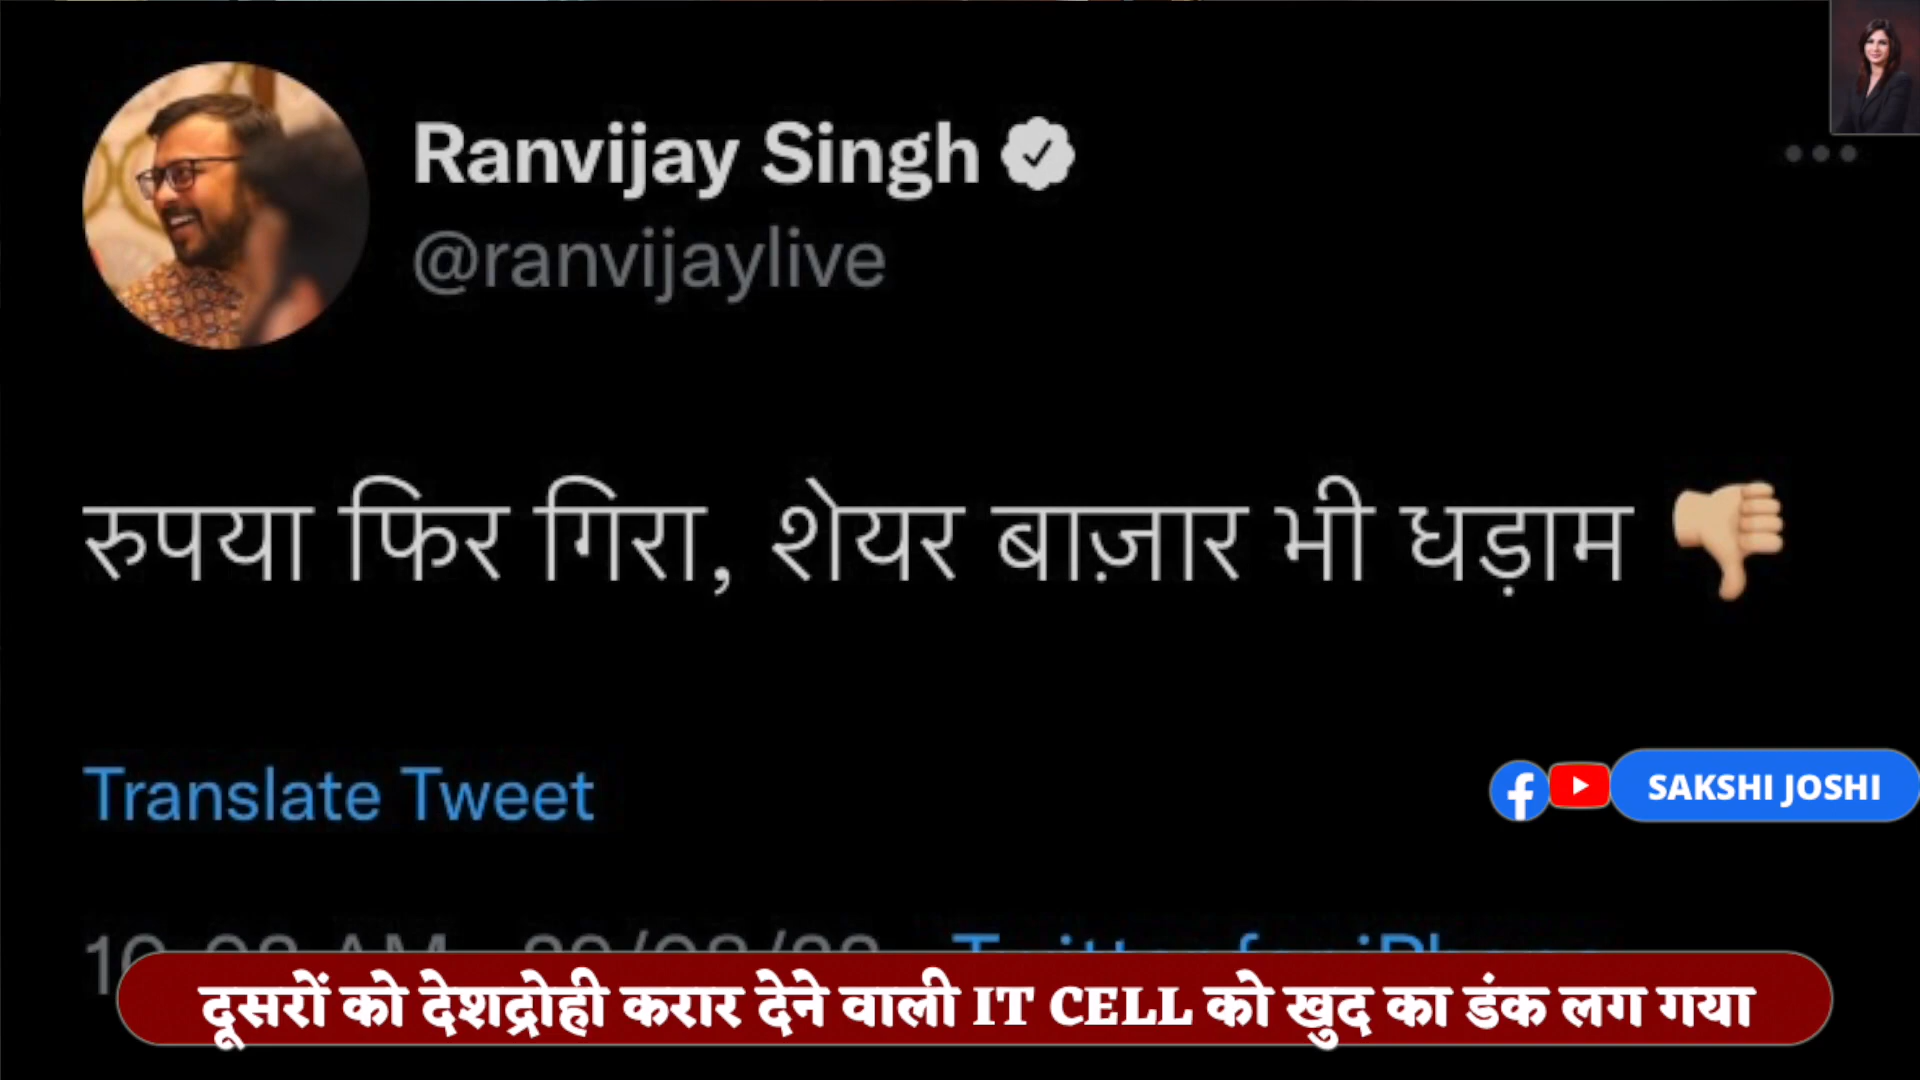 Ranvijay Singh
@ranvijaylive
रुपया फिर गिरा, शेयर बाज़ार भी धड़ाम 👎🏼
Translate Tweet
SAKSHI JOSHI
दूसरों को देशद्रोही करार देने वाली IT CELL को खुद का डंक लग गया